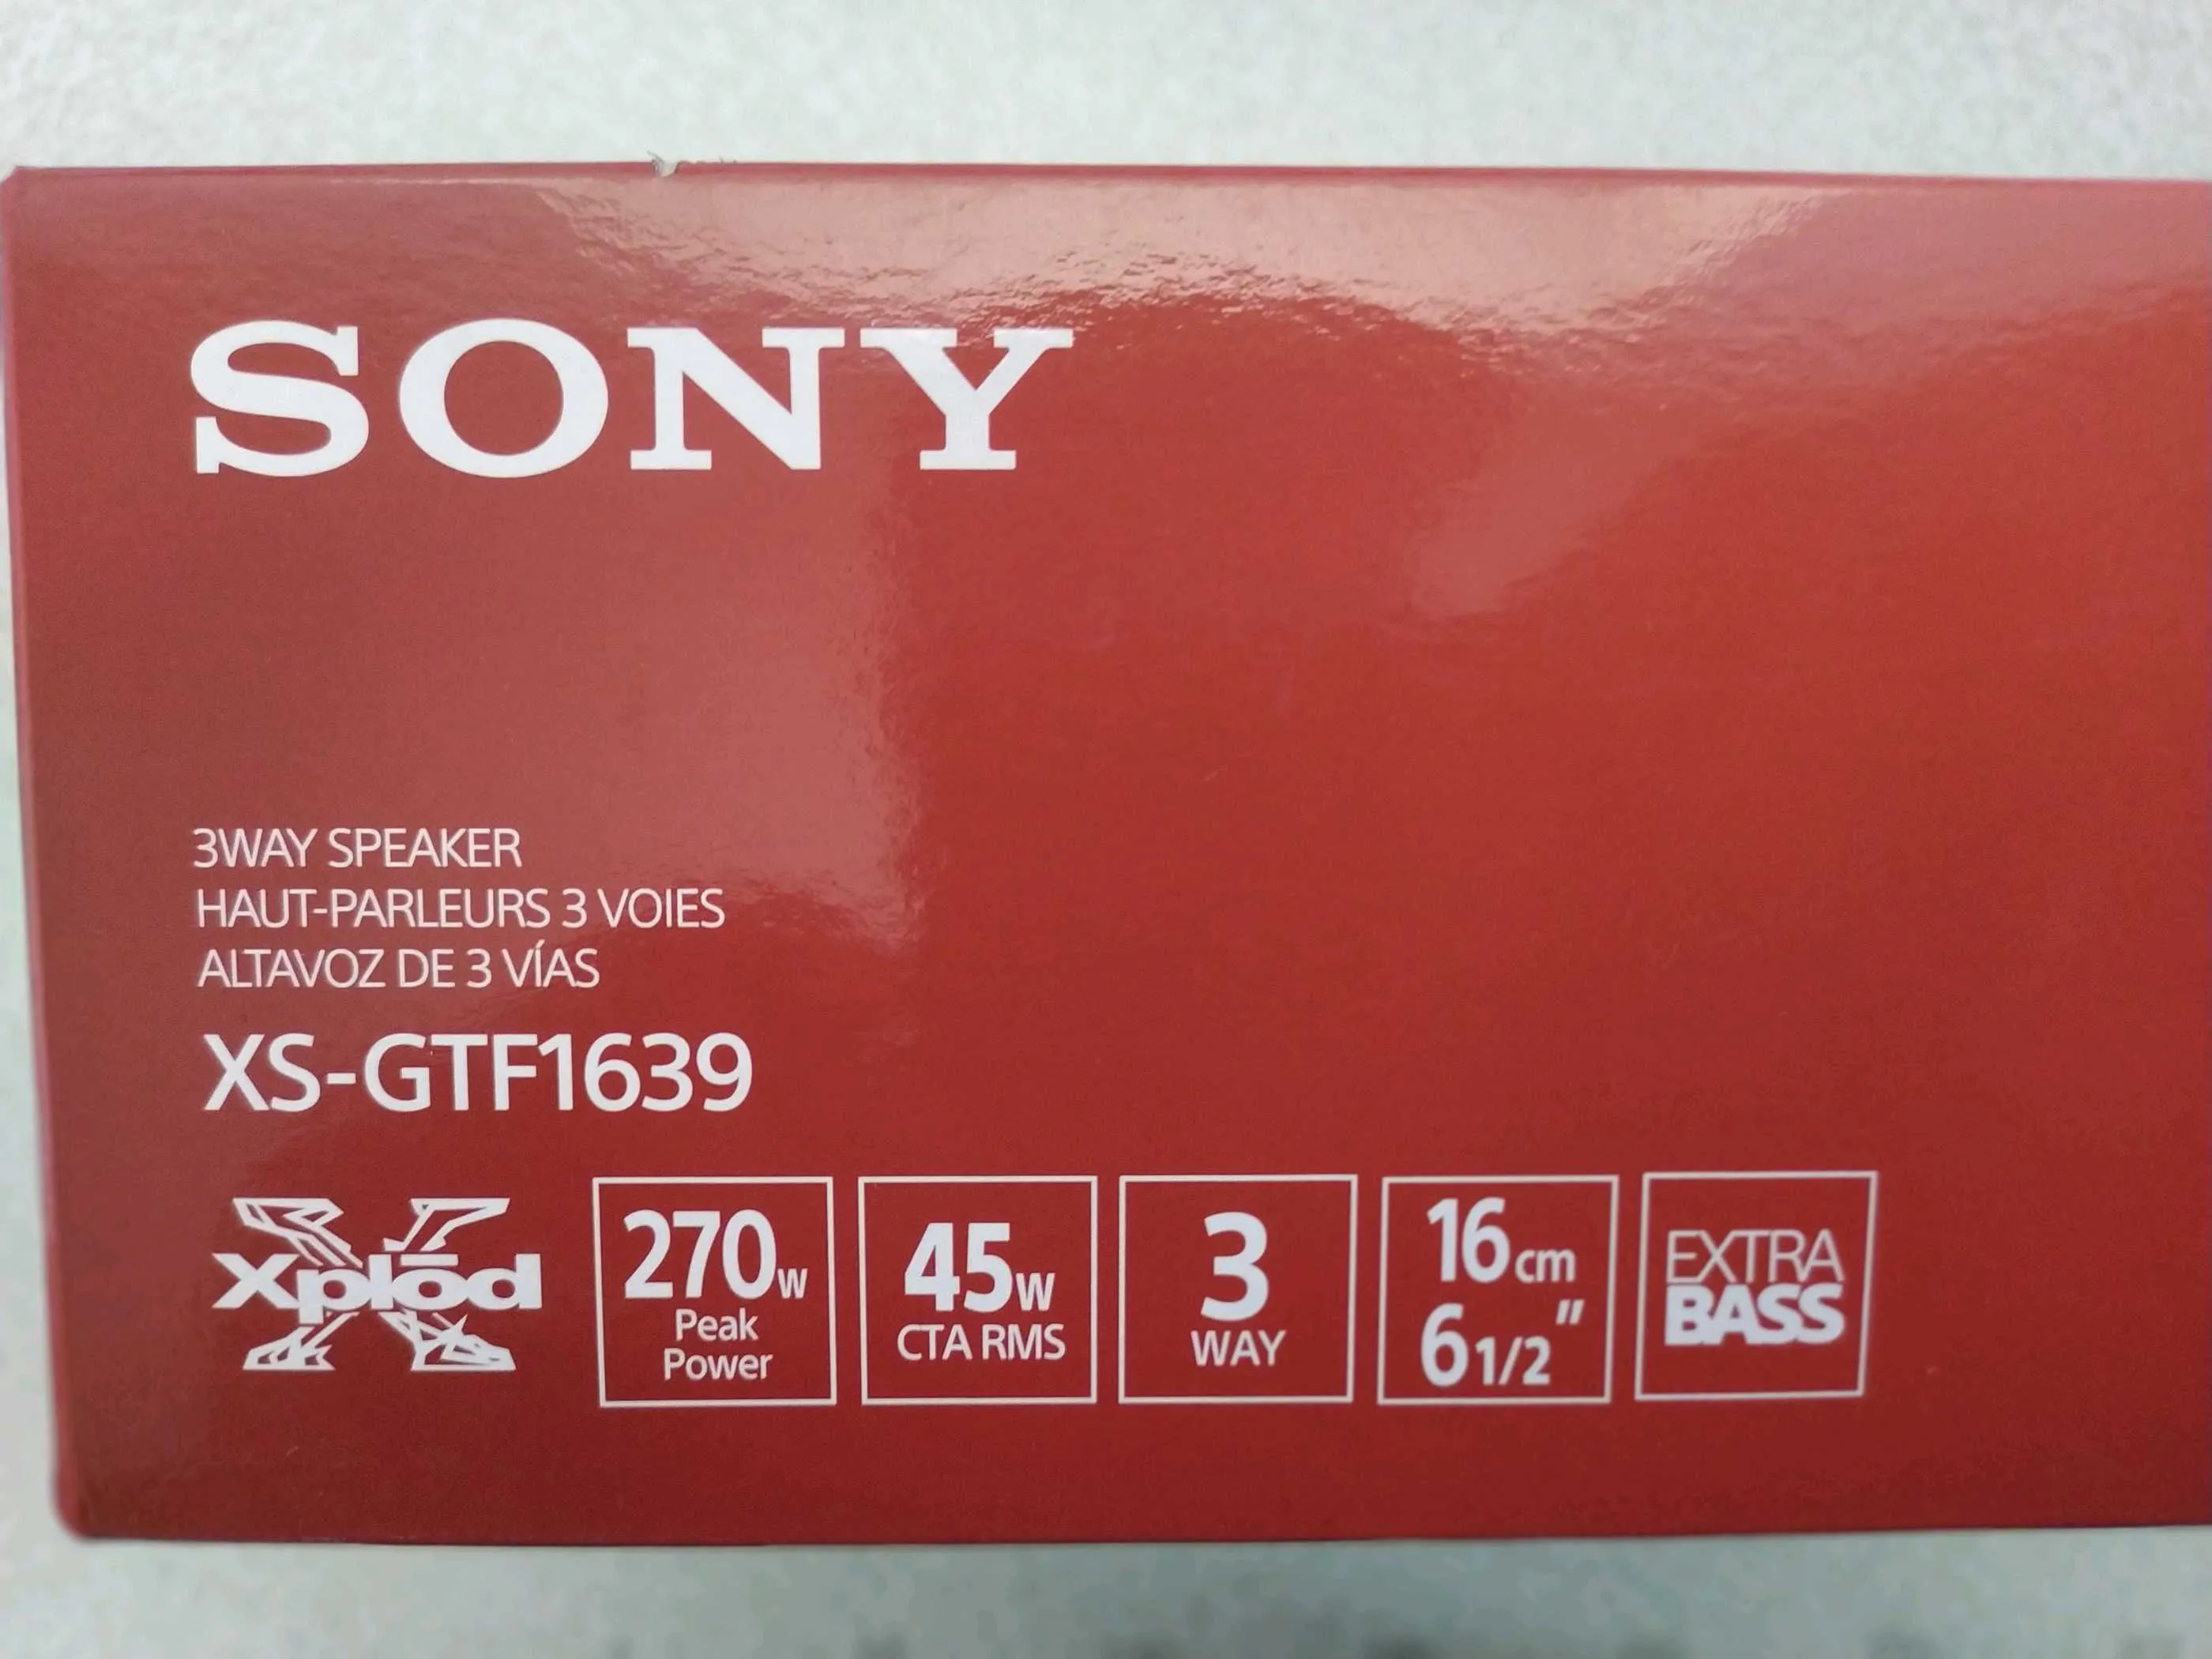 SONY
3WAY SPEAKER
HAUT-PARLEURS 3 VOIES
ALTAVOZ DE 3 VÍAS
XS-GTF1639
Xplōd
270W
Peak
Power
45W
CTA RMS
3
WAY
16cm
6 1/2"
EXTRA
BASS